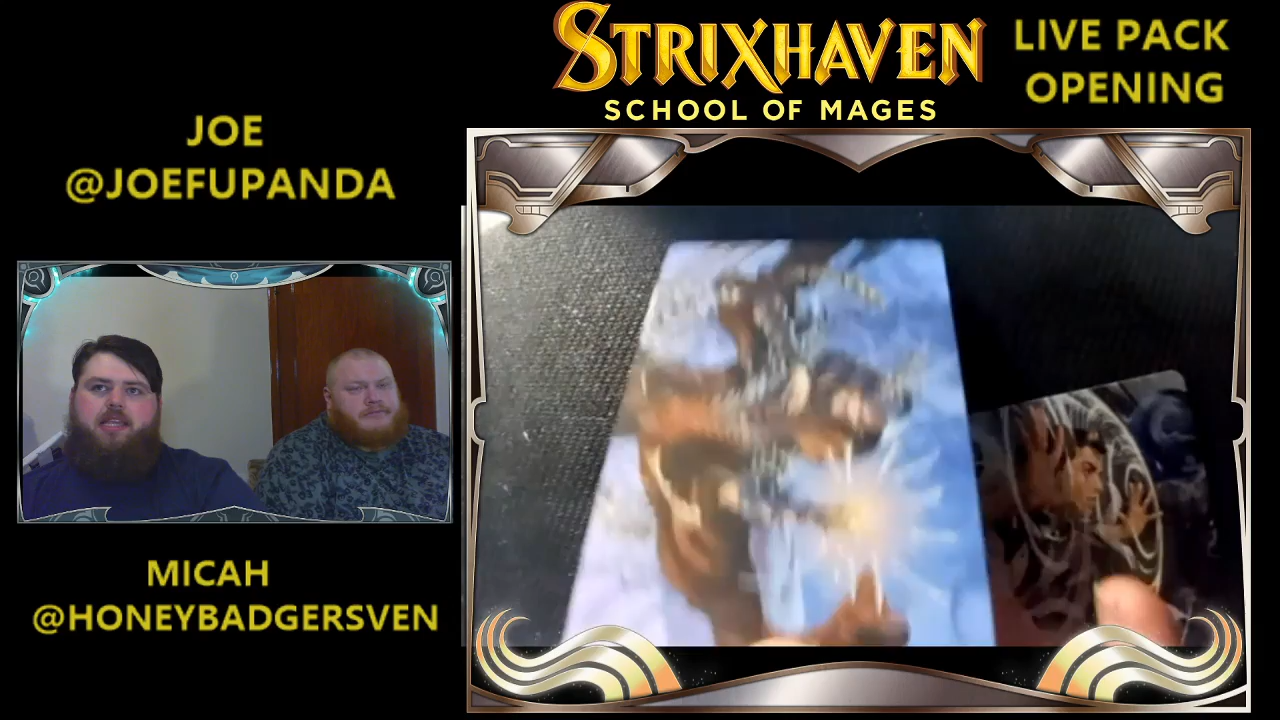 STRIXHAVEN
SCHOOL OF MAGES
LIVE PACK
OPENING
JOE
@JOEFUPANDA
MICAH
@HONEYBADGERSVEN